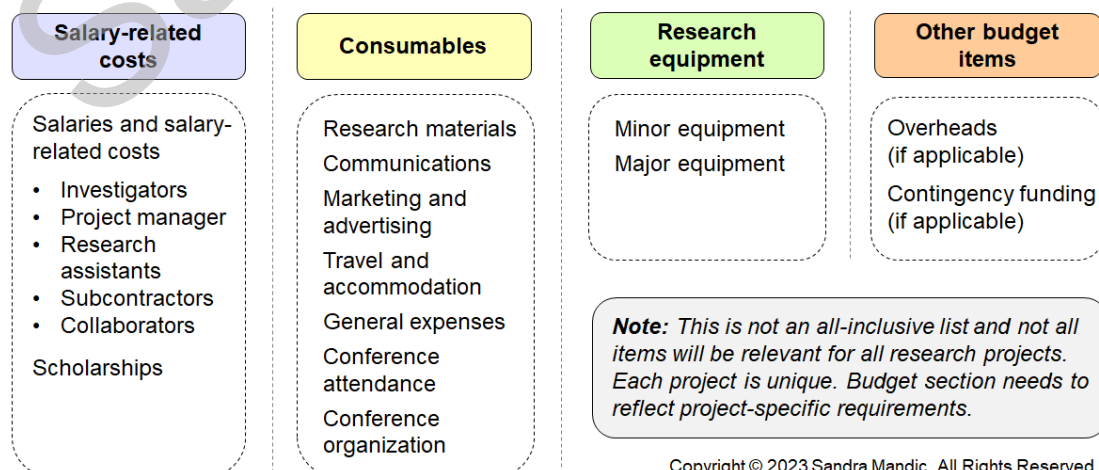 Salary-related
costs
Salaries and salary-
related costs
• Investigators
• Project manager
• Research
assistants
• Subcontractors
• Collaborators
Scholarships
Consumables
Research materials
Communications
Marketing and
advertising
Travel and
accommodation
General expenses
Conference
attendance
Conference
organization
Research
equipment
Minor equipment
Major equipment
Other budget
items
Overheads
(if applicable)
Contingency funding
(if applicable)
Note: This is not an all-inclusive list and not all
items will be relevant for all research projects.
Each project is unique. Budget section needs to
reflect project-specific requirements.
Copyright © 2023 Sandra Mandic. All Rights Reserved